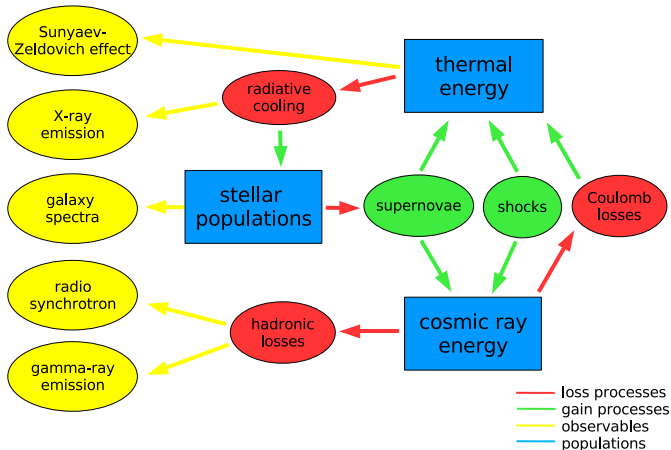 Sunyaev-
Zeldovich effect
thermal
energy
radiative
cooling
X-ray
emission
stellar
populations
supernovae
shocks
Coulomb
losses
galaxy
spectra
radio
synchrotron
hadronic
losses
cosmic ray
energy
gamma-ray
emission
loss processes
gain processes
observables
populations